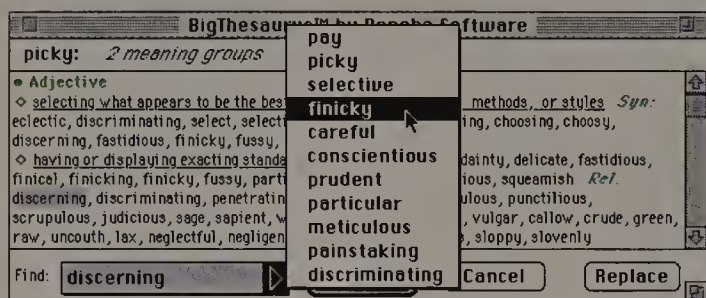 BigThesaurus™ by Deneba Software
picky: 2 meaning groups
Adjective
selecting what appears to be the bes methods, or styles Syn:
eclectic, discriminating, select, selecti ing, choosing, choosy,
discerning, fastidious, finicky, fussy,
having or displaying exacting standa dainty, delicate, fastidious,
finical, finicking, finicky, fussy, parti ious, squeamish Rel.
discerning, discriminating, penetratin ulous, punctilious,
scrupulous, judicious, sage, sapient, w , vulgar, callow, crude, green,
raw, uncouth, lax, neglectful, negligen s, sloppy, slovenly
pay
picky
selective
finicky
careful
conscientious
prudent
particular
meticulous
painstaking
discriminating
Find: discerning Cancel Replace